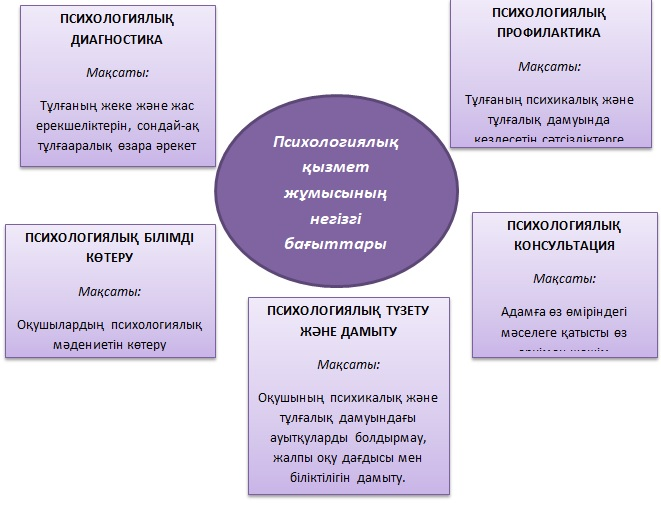 ПСИХОЛОГИЯЛЫҚ
ДИАГНОСТИКА
Мақсаты:
Тұлғаның жеке және жас
ерекшеліктерін, сондай-ақ
тұлғааралық өзара әрекет
ПСИХОЛОГИЯЛЫҚ
ПРОФИЛАКТИКА
Мақсаты:
Тұлғаның психикалық және
тұлғалық дамуында
кездесетін сәтсіздіктерге
Психологиялық
қызмет
жұмысының
негізгі
бағыттары
ПСИХОЛОГИЯЛЫҚ БІЛІМДІ
КӨТЕРУ
Мақсаты:
Оқушылардың психологиялық
мәдениетін көтеру
ПСИХОЛОГИЯЛЫҚ
КОНСУЛЬТАЦИЯ
Мақсаты:
Адамға өз өміріндегі
мәселеге қатысты өз
ПСИХОЛОГИЯЛЫҚ ТҮЗЕТУ
ЖӘНЕ ДАМЫТУ
Мақсаты:
Оқушының психикалық және
тұлғалық дамуындағы
ауытқуларды болдырмау,
жалпы оқу дағдысы мен
біліктілігін дамыту.